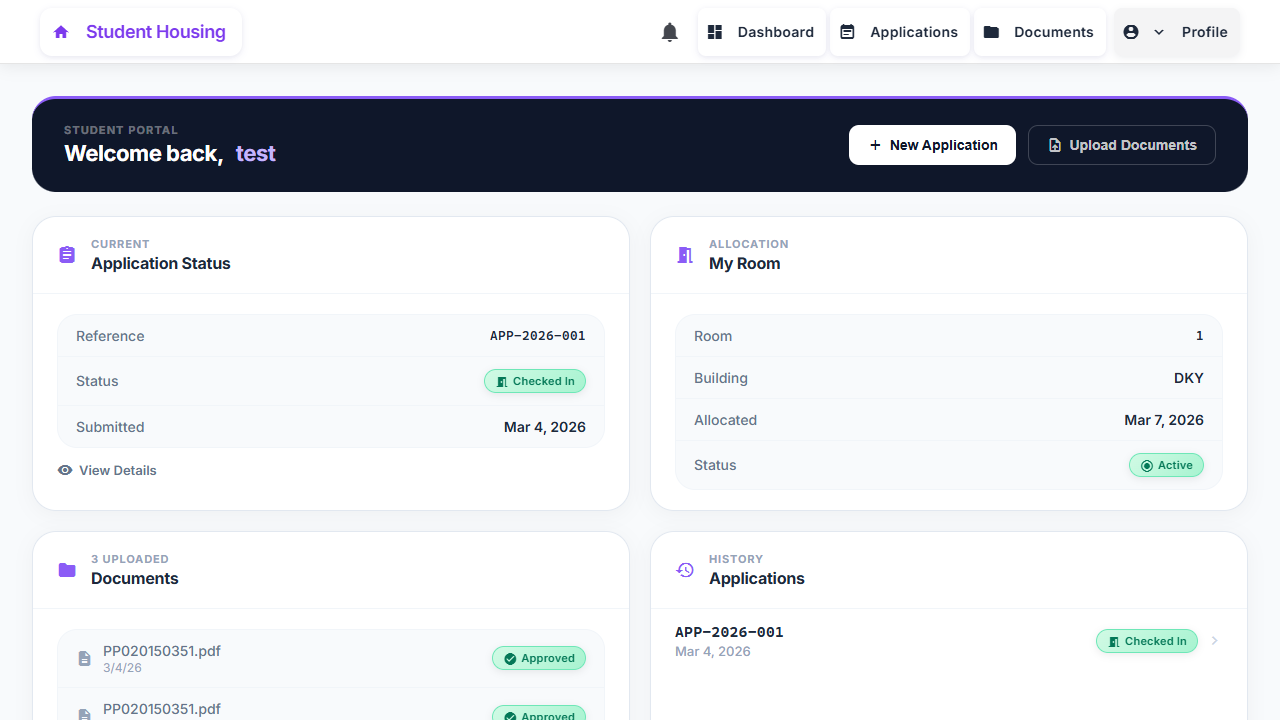 Student Housing
Dashboard
Applications
Documents
Profile
STUDENT PORTAL
Welcome back, test
New Application
Upload Documents
CURRENT
Application Status
Reference APP-2026-001
Status Checked In
Submitted Mar 4, 2026
View Details
ALLOCATION
My Room
Room 1
Building DKY
Allocated Mar 7, 2026
Status Active
3 UPLOADED
Documents
PP020150351.pdf
3/4/26
Approved
PP020150351.pdf
Approved
HISTORY
Applications
APP-2026-001
Mar 4, 2026
Checked In